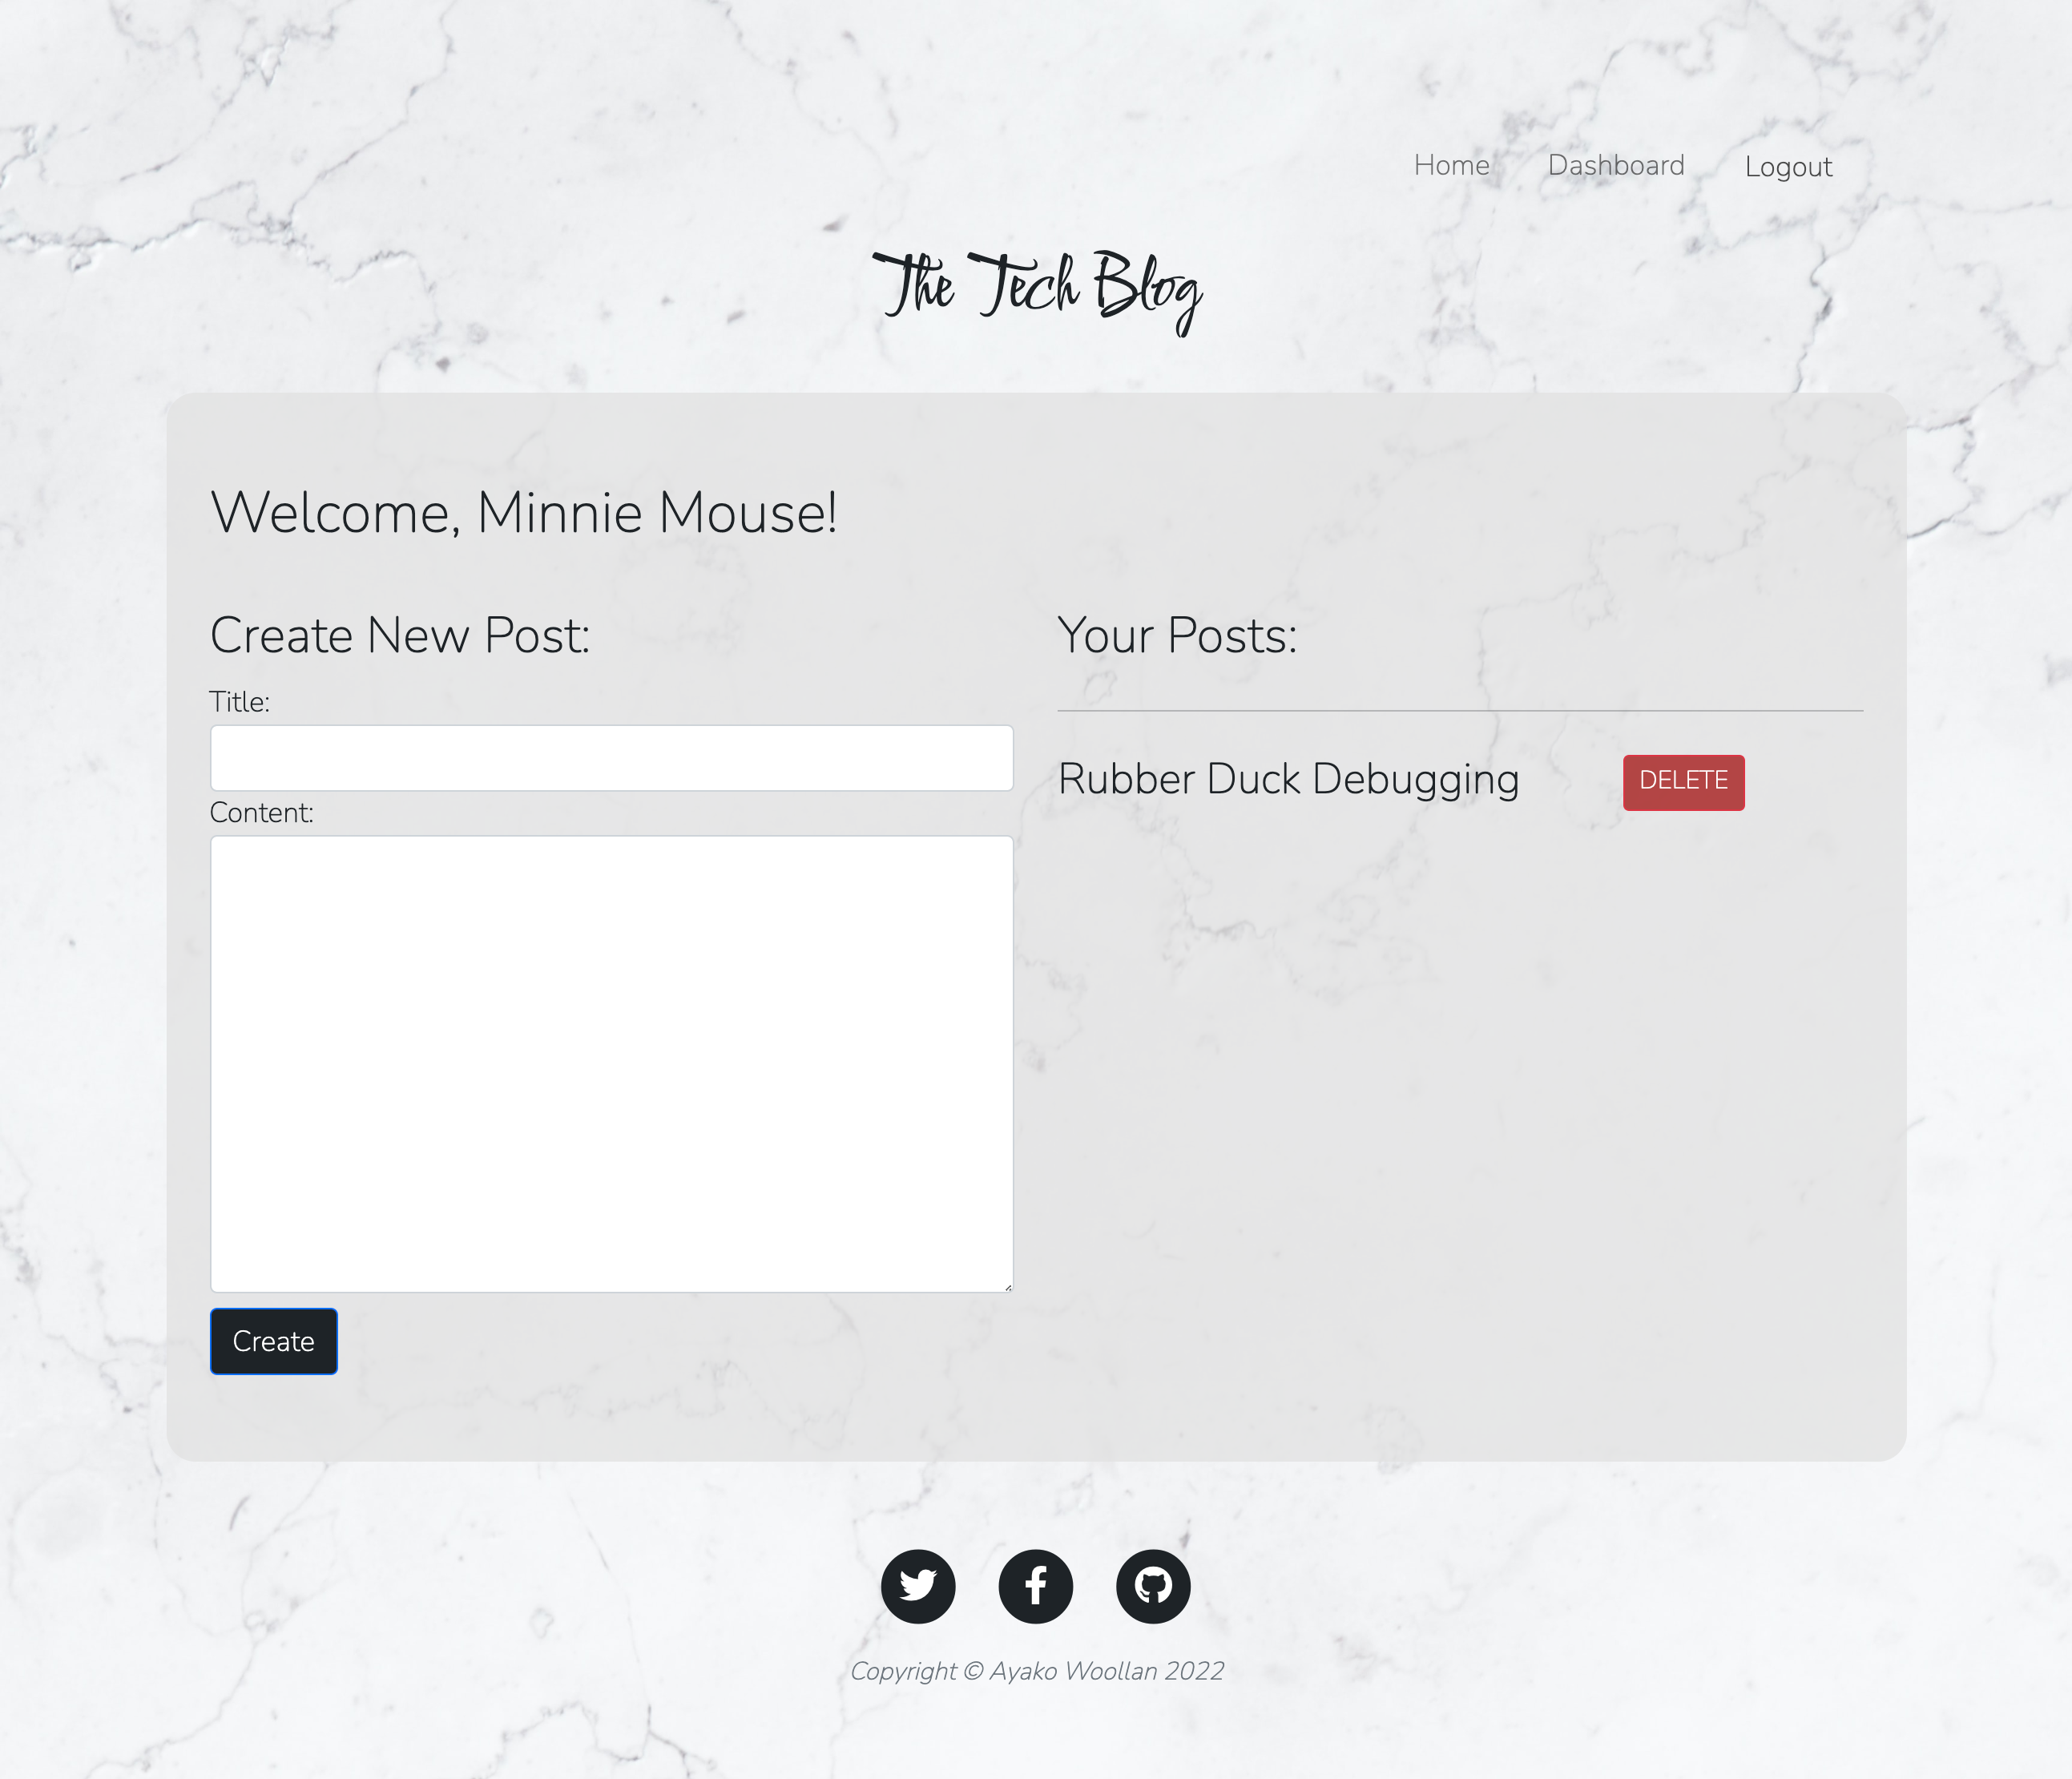 Home Dashboard Logout
The Tech Blog
Welcome, Minnie Mouse!
Create New Post:
Title:
Content:
Create
Your Posts:
Rubber Duck Debugging DELETE
Copyright © Ayako Woollan 2022